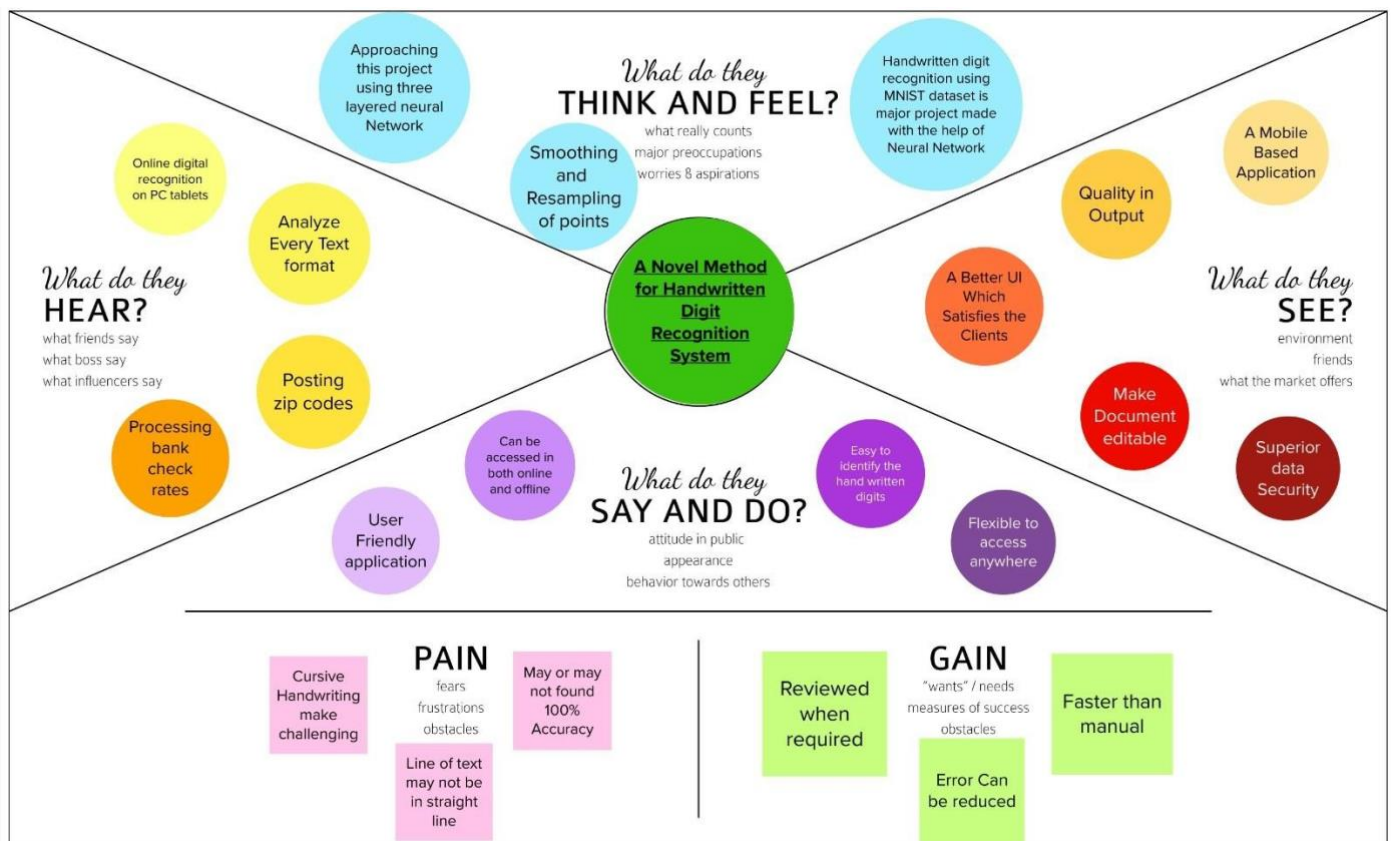 What do they
THINK AND FEEL?
what really counts
major preocupations
worries & aspirations
Approaching
this project
using three
layered neural
Network
Smoothing
and
Resampling
of points
Handwritten digit
recognition using
MNIST dataset is
major project made
with the help of
Neural Network
What do they
HEAR?
what friends say
what boss say
what influencers say
Online digital
recognition
on PC tablets
Analyze
Every Text
format
Posting
zip codes
Processing
bank
check
rates
A Novel Method
for Handwritten
Digit
Recognition
System
What do they
SEE?
environment
friends
what the market offers
A Mobile
Based
Application
Quality in
Output
A Better UI
Which
Satisfies the
Clients
Make
Document
editable
Superior
data
Security
What do they
SAY AND DO?
attitude in public
appearance
behavior towards others
Can be
accessed in
both online
and offline
User
Friendly
application
Easy to
identify the
hand written
digits
Flexible to
access
anywhere
PAIN
fears
frustrations
obstacles
Cursive
Handwriting
make
challenging
May or may
not found
100%
Accuracy
Line of text
may not be
in straight
line
GAIN
"wants" / needs
measures of success
obstacles
Reviewed
when
required
Faster than
manual
Error Can
be reduced